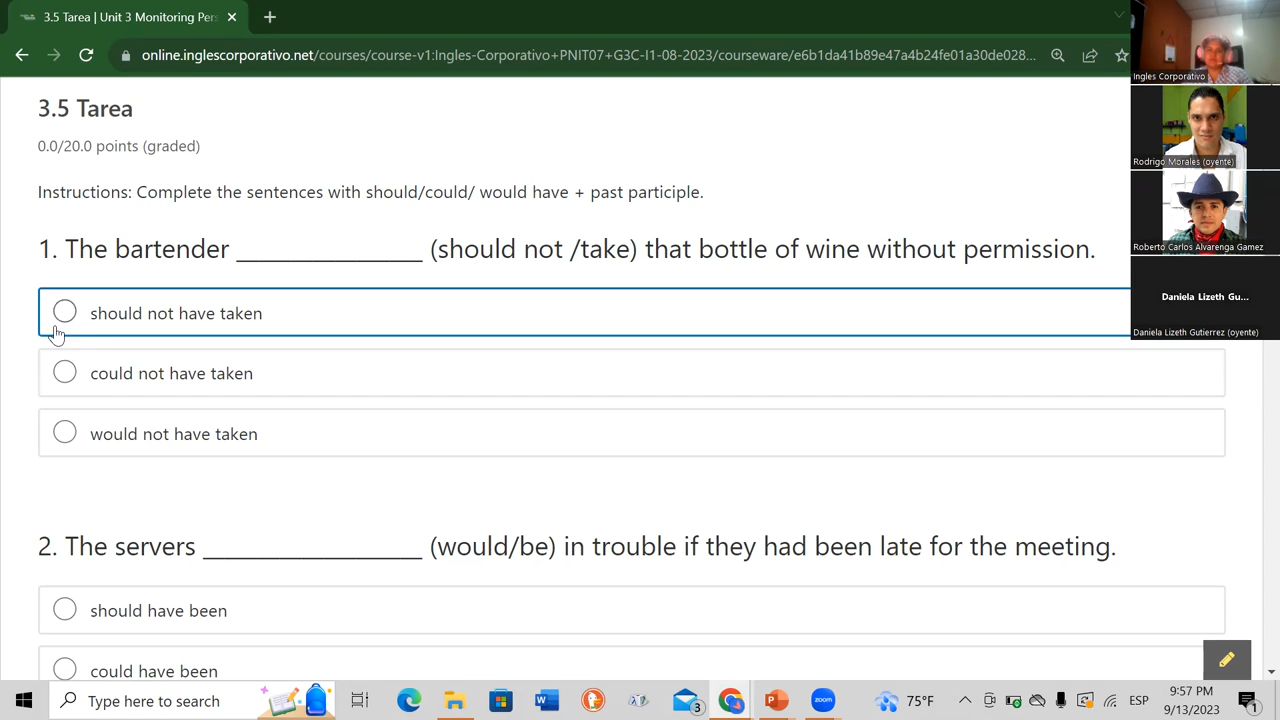 3.5 Tarea | Unit 3 Monitoring Per
online.inglescorporativo.net/courses/course-v1:Ingles-Corporativo+PNIT07+G3C-I1-08-2023/courseware/e6b1da41b89e47a4b24fe01a30de028...
Ingles Corporativo
Rodrigo Morales (oyente)
Roberto Carlos Alvarenga Gamez
Daniela Lizeth Gu...
Daniela Lizeth Gutierrez (oyente)
3.5 Tarea
0.0/20.0 points (graded)
Instructions: Complete the sentences with should/could/ would have + past participle.
1. The bartender _______________ (should not /take) that bottle of wine without permission.
should not have taken
could not have taken
would not have taken
2. The servers __________________ (would/be) in trouble if they had been late for the meeting.
should have been
could have been
Type here to search
3
zoom
75°F
ESP
9:57 PM
9/13/2023
1